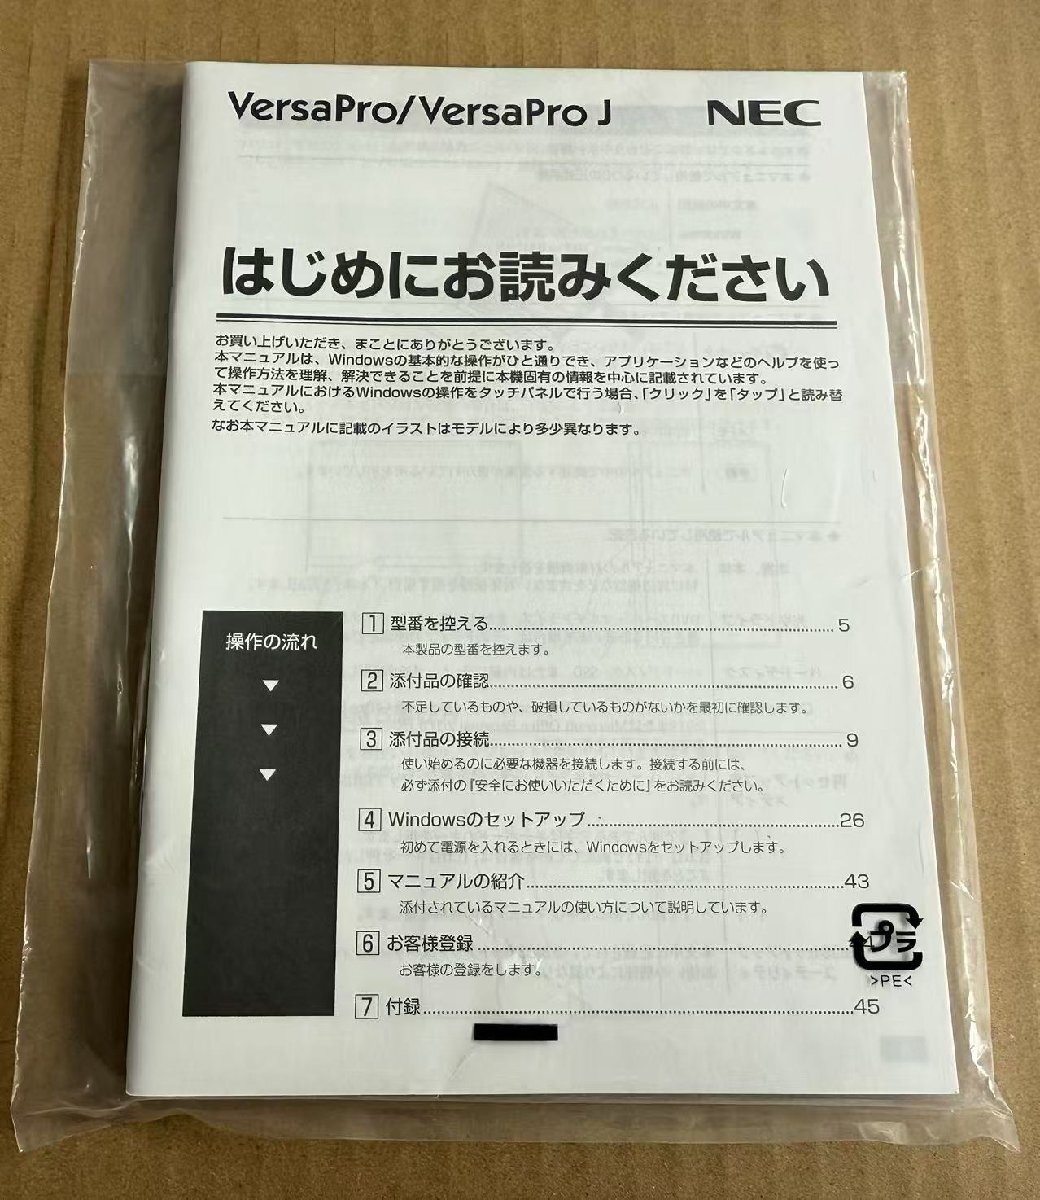 VersaPro/VersaPro J NEC
はじめにお読みください
お買い上げいただき、まことにありがとうございます。
本マニュアルは、Windowsの基本的な操作がひと通りでき、アプリケーションなどのヘルプを使っ
て操作方法を理解、解決できることを前提に本機固有の情報を中心に記載されています。
本マニュアルにおけるWindowsの操作をタッチパネルで行う場合、「クリック」を「タップ」と読み替
えてください。
なお本マニュアルに記載のイラストはモデルにより多少異なります。
操作の流れ
▼
▼
▼
1 型番を控える 5
本製品の型番を控えます。
2 添付品の確認 6
不足しているものや、破損しているものがないかを最初に確認します。
3 添付品の接続 9
使い始めるのに必要な機器を接続します。接続する前には、
必ず添付の『安全にお使いいただくために』をお読みください。
4 Windowsのセットアップ 26
初めて電源を入れるときには、Windowsをセットアップします。
5 マニュアルの紹介 43
添付されているマニュアルの使い方について説明しています。
6 お客様登録
お客様の登録をします。
7 付録 45
プラ
>PE<